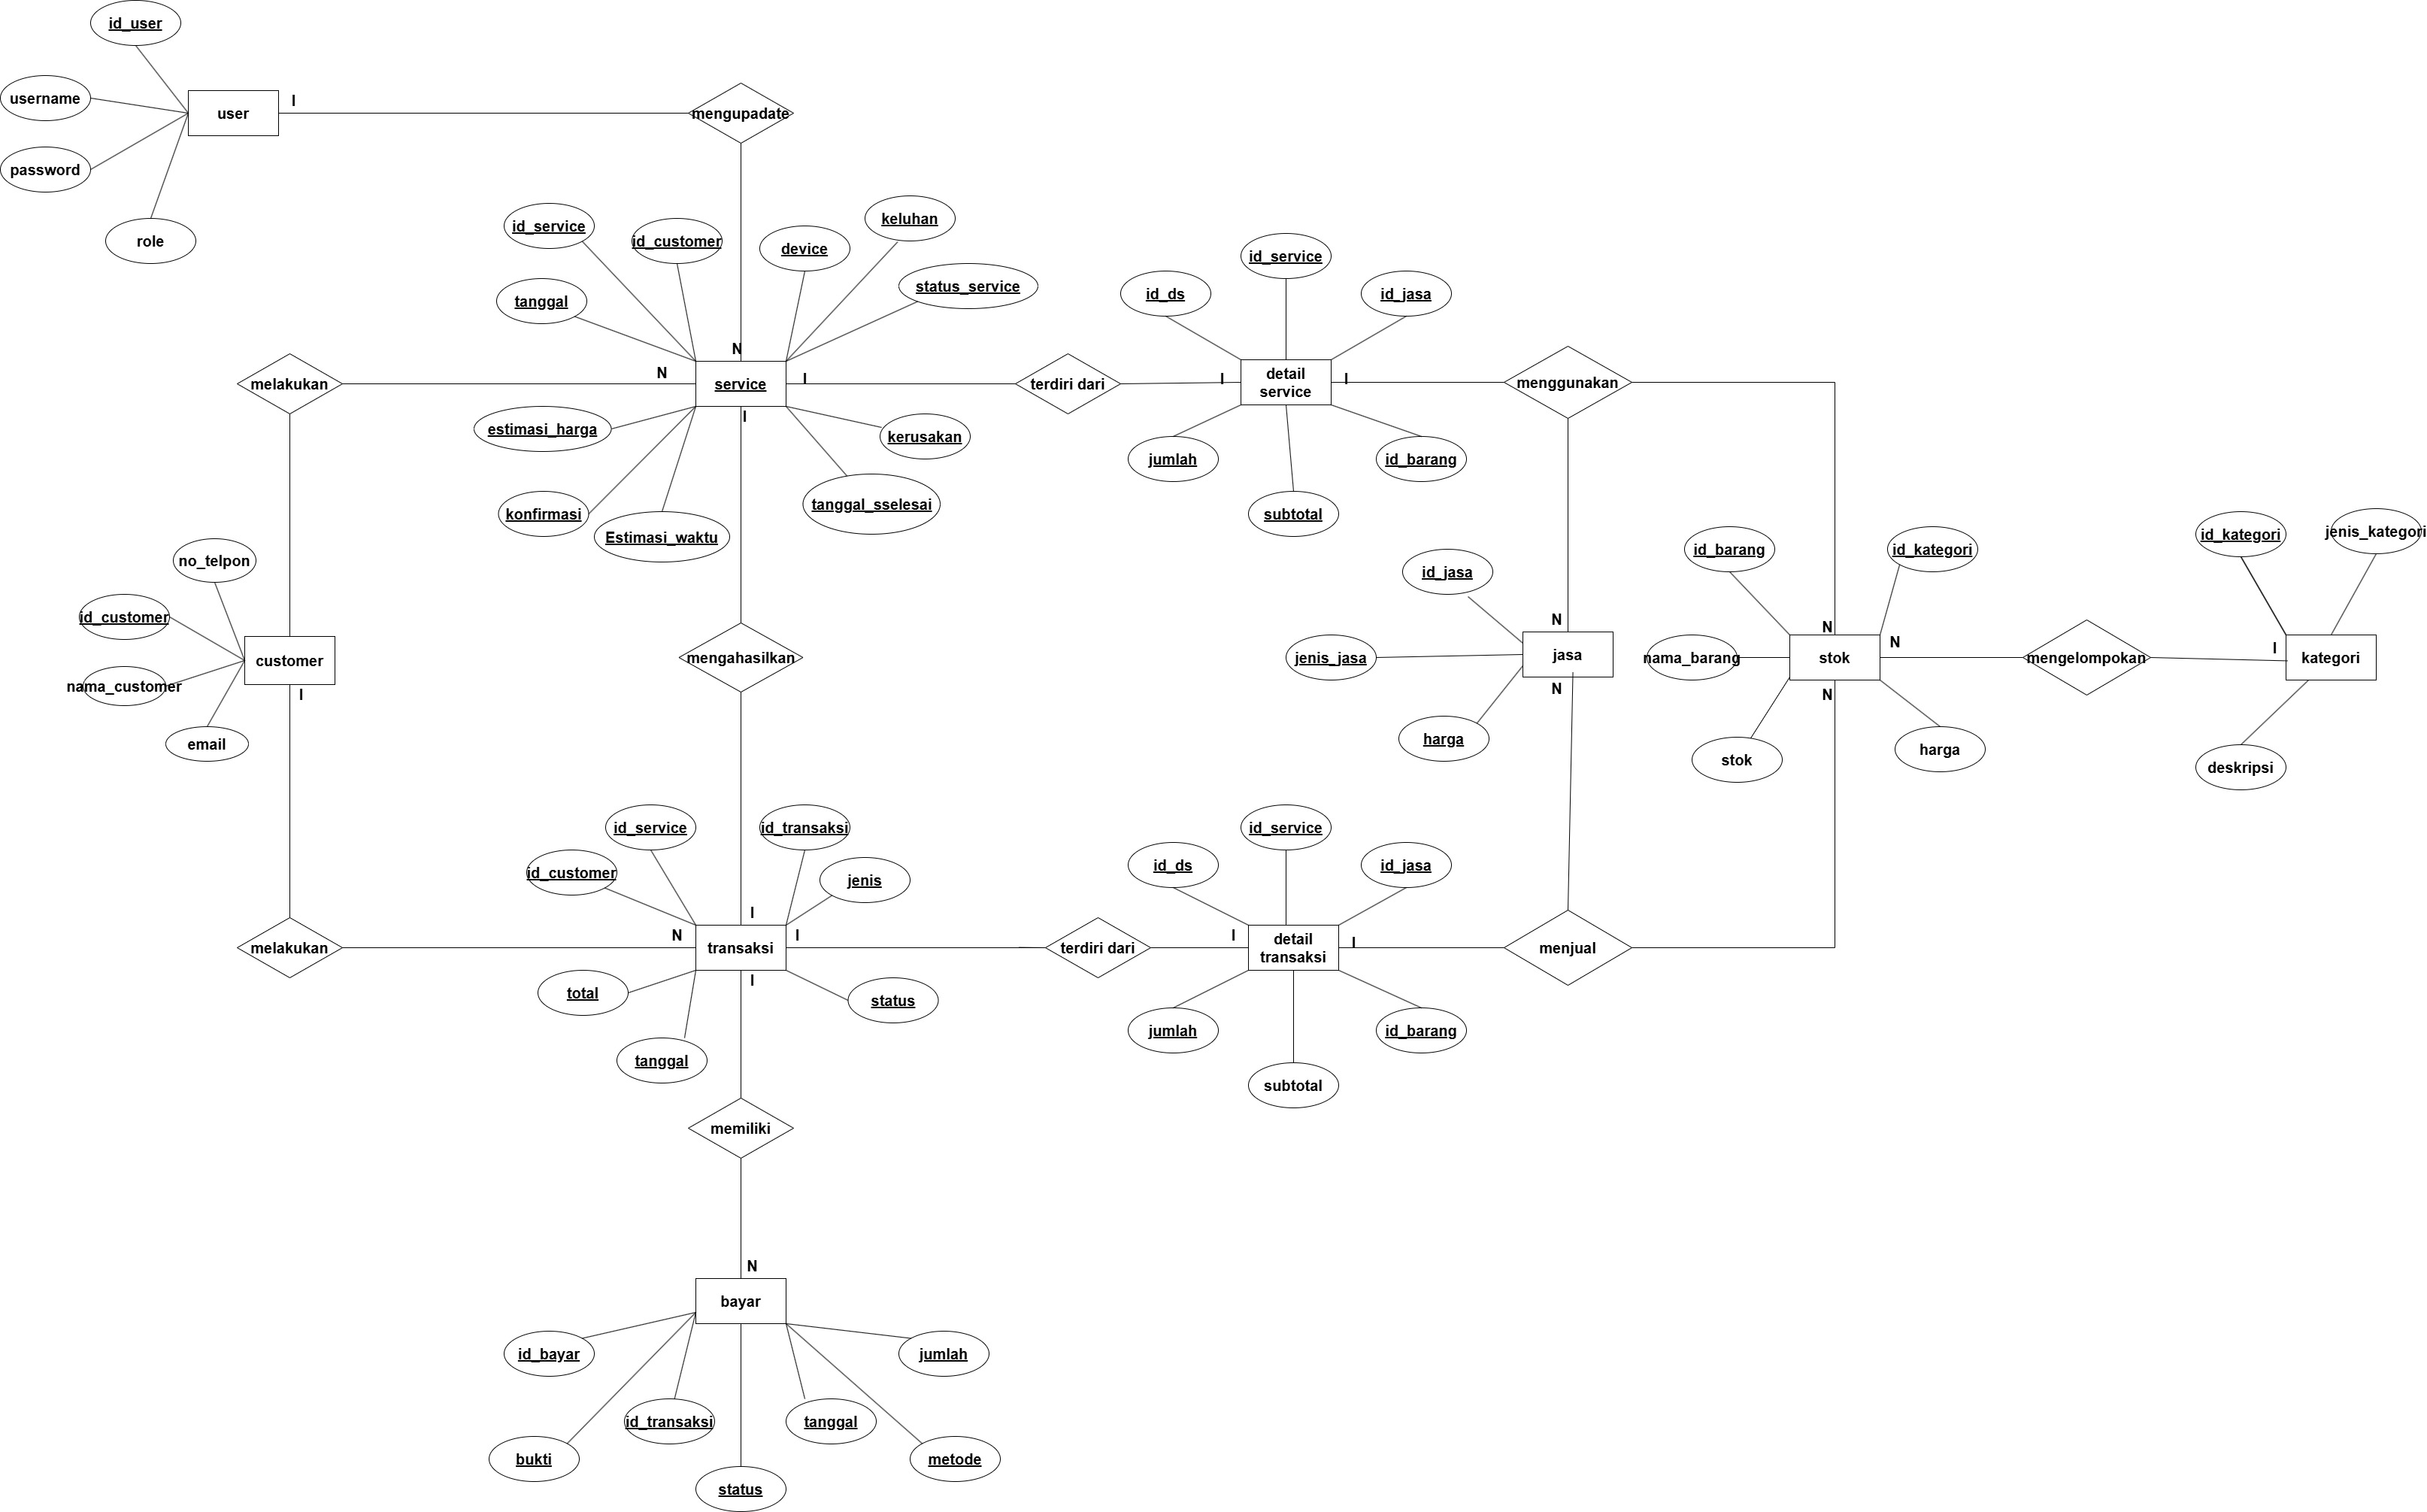 id_user
username
I
user
mengupadate
password
role
keluhan
id_service
id_customer
device
id_service
status_service
id_ds
id_jasa
tanggal
N
N
I
I
I
melakukan
service
terdiri dari
detail
service
menggunakan
I
estimasi_harga
kerusakan
jumlah
id_barang
tanggal_sselesai
konfirmasi
subtotal
Estimasi_waktu
id_kategori
jenis_kategori
id_barang
id_kategori
no_telpon
id_jasa
id_customer
N
N
N
I
customer
mengahasilkan
jenis_jasa
jasa
nama_barang
stok
mengelompokan
kategori
nama_customer
I
N
N
email
harga
stok
harga
deskripsi
id_service
id_transaksi
id_service
id_customer
jenis
id_ds
id_jasa
I
N
I
I
I
melakukan
transaksi
terdiri dari
detail
transaksi
menjual
I
total
status
jumlah
id_barang
tanggal
subtotal
memiliki
N
bayar
id_bayar
jumlah
id_transaksi
tanggal
bukti
metode
status